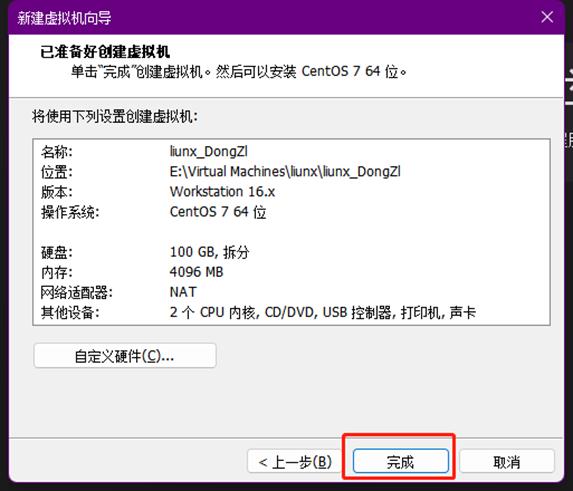 新建虚拟机向导
已准备好创建虚拟机
单击"完成"创建虚拟机。然后可以安装 CentOS 7 64 位。
将使用下列设置创建虚拟机:
名称: liunx_DongZl
位置: E:\Virtual Machines\liunx\liunx_DongZl
版本: Workstation 16.x
操作系统: CentOS 7 64 位
硬盘: 100 GB, 拆分
内存: 4096 MB
网络适配器: NAT
其他设备: 2 个 CPU 内核, CD/DVD, USB 控制器, 打印机, 声卡
自定义硬件(C)...
< 上一步(B) 完成 取消